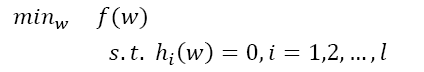 min_w f(w)
s.t. h_i(w) = 0, i = 1,2, … , l